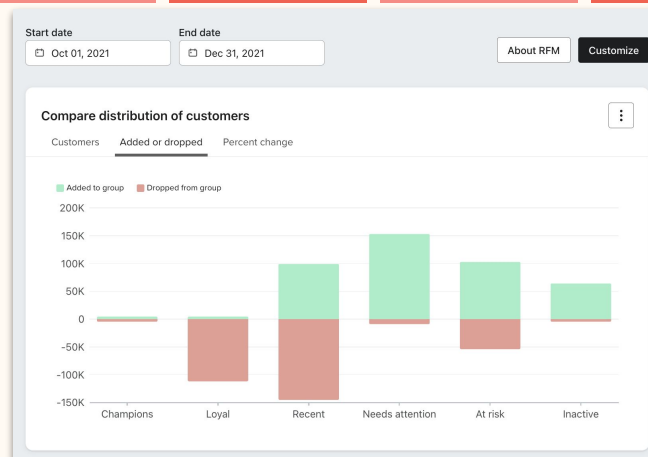 Start date
End date
Oct 01, 2021
Dec 31, 2021
About RFM
Customize
Compare distribution of customers
Customers
Added or dropped
Percent change
Added to group
Dropped from group
200K
150K
100K
50K
0
-50K
-100K
-150K
Champions
Loyal
Recent
Needs attention
At risk
Inactive